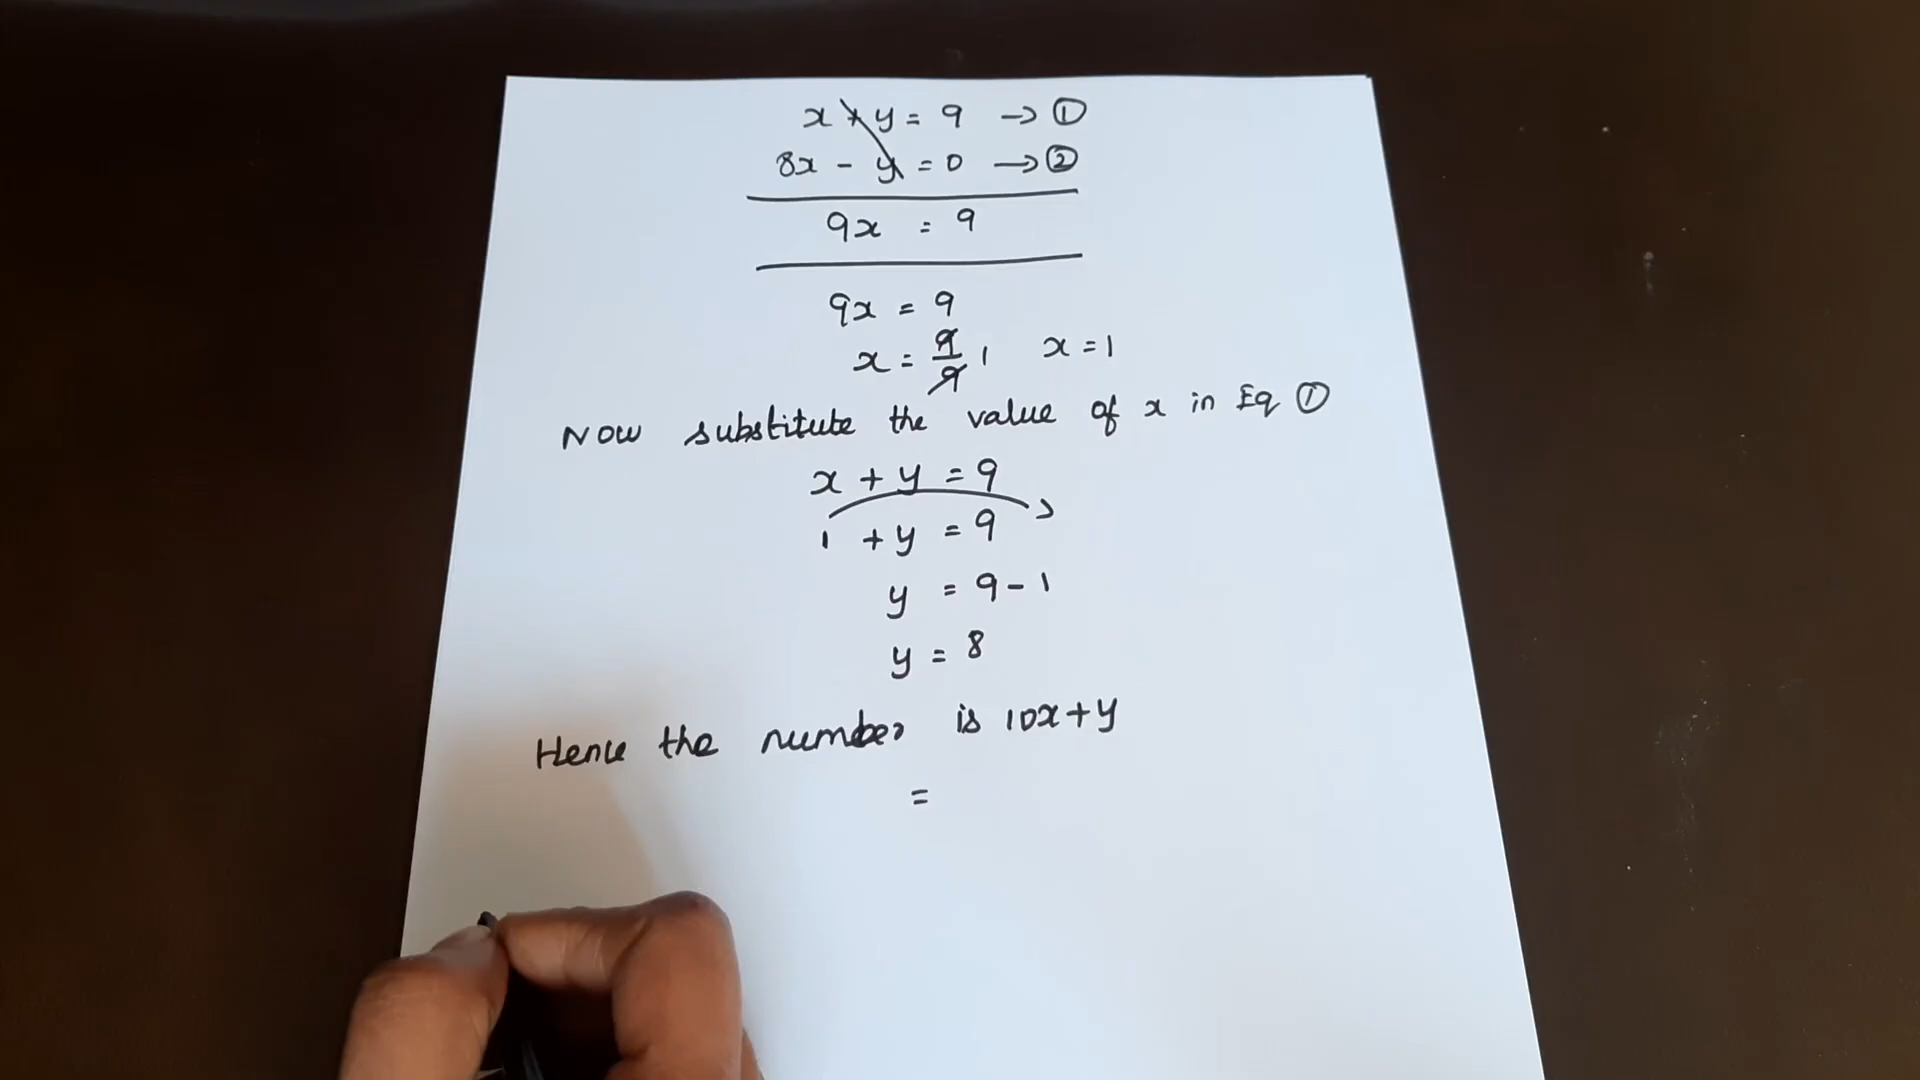 x + y = 9 → ①
8x - y = 0 → ②
9x = 9
9x = 9
x = 9/9 1 x = 1
Now substitute the value of x in Eq ①
x + y = 9
1 + y = 9
y = 9 - 1
y = 8
Hence the number is 10x + y
=